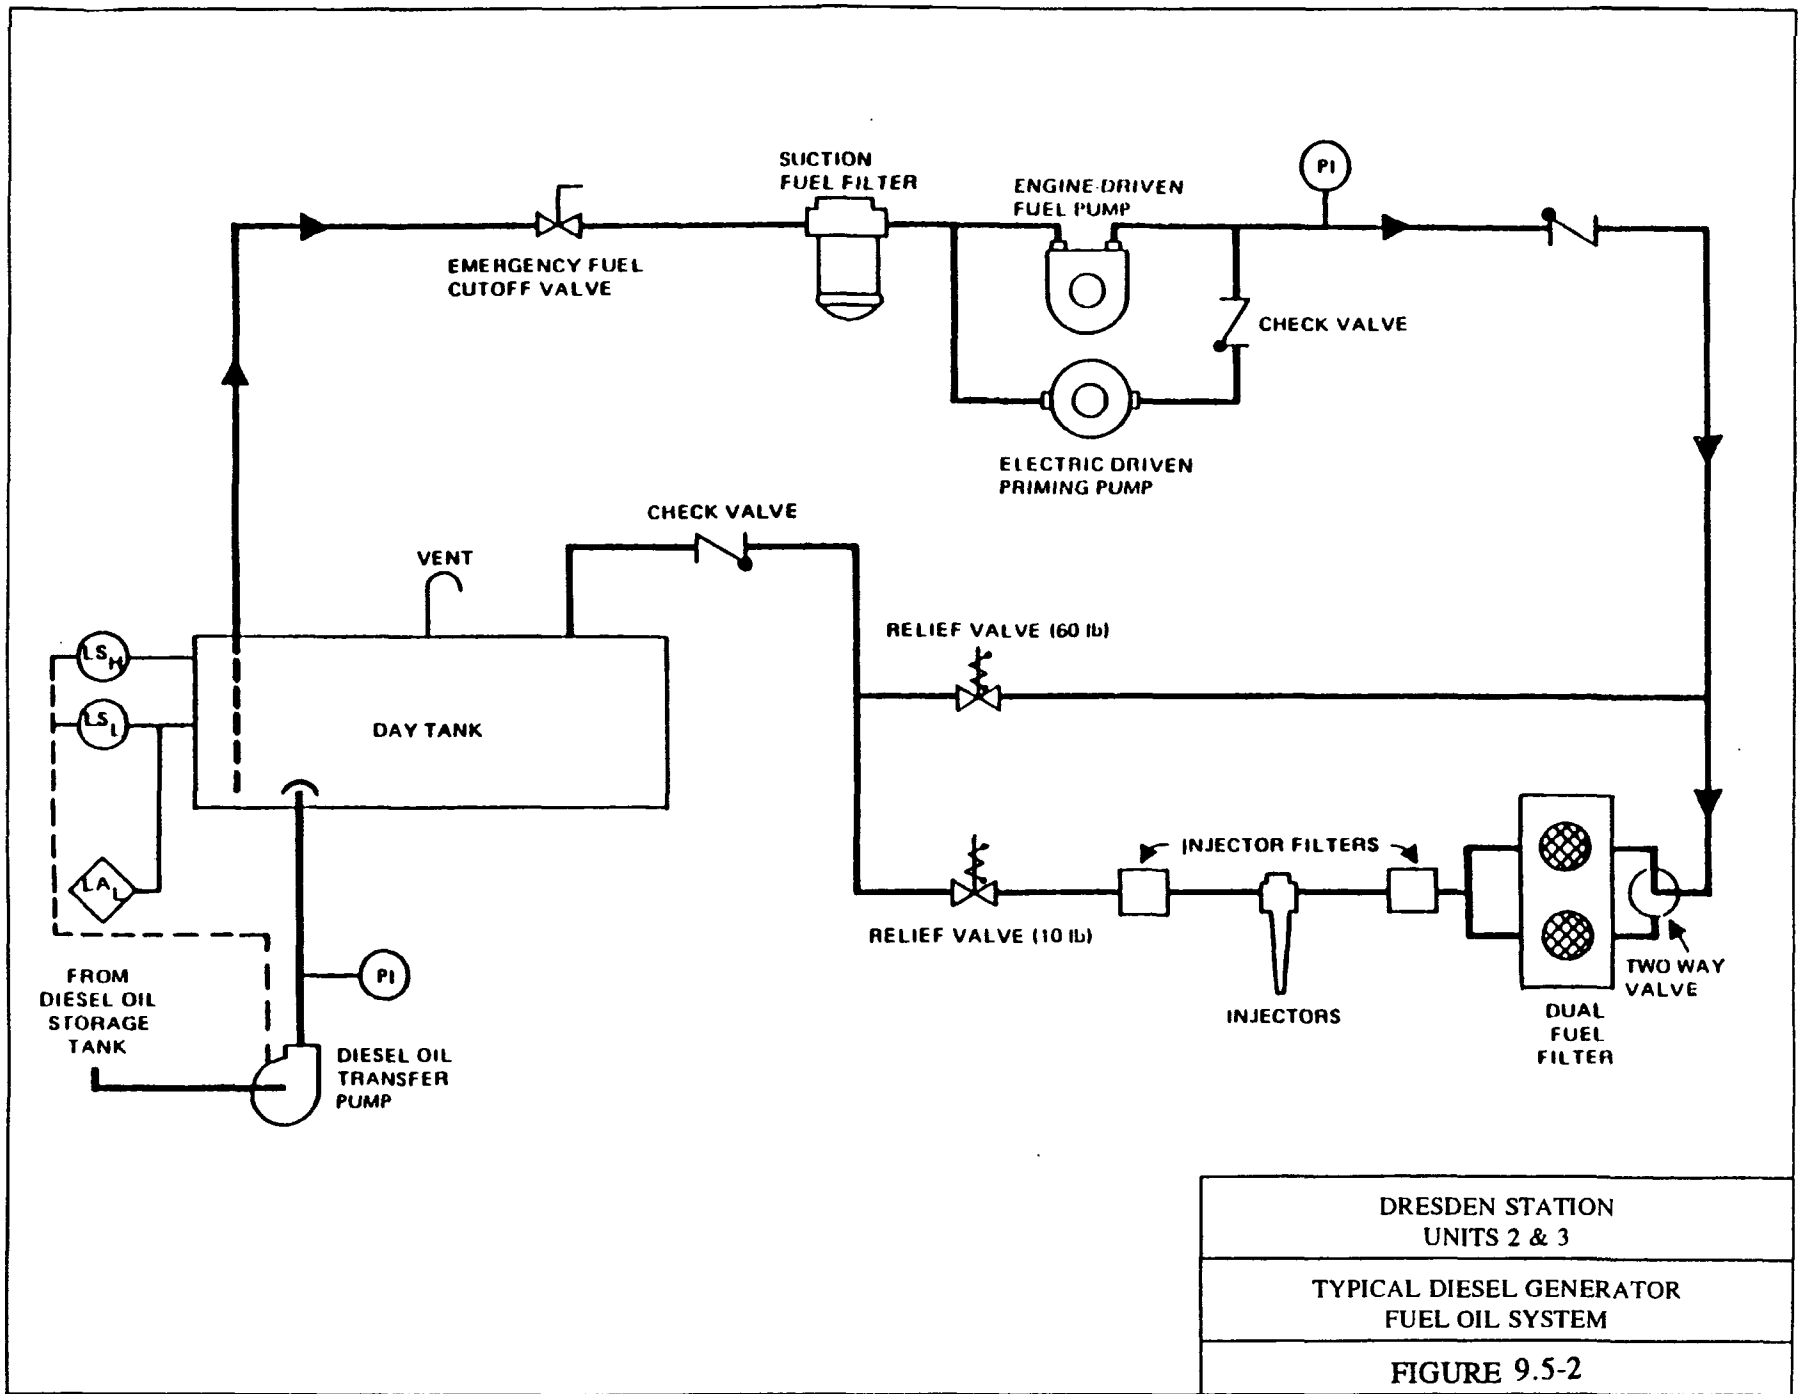 SUCTION
FUEL FILTER
ENGINE-DRIVEN
FUEL PUMP
PI
EMERGENCY FUEL
CUTOFF VALVE
CHECK VALVE
ELECTRIC DRIVEN
PRIMING PUMP
CHECK VALVE
VENT
RELIEF VALVE (60 lb)
LSH
LSL
DAY TANK
LAL
INJECTOR FILTERS
RELIEF VALVE (10 lb)
INJECTORS
TWO WAY
VALVE
DUAL
FUEL
FILTER
PI
FROM
DIESEL OIL
STORAGE
TANK
DIESEL OIL
TRANSFER
PUMP
DRESDEN STATION
UNITS 2 & 3
TYPICAL DIESEL GENERATOR
FUEL OIL SYSTEM
FIGURE 9.5-2